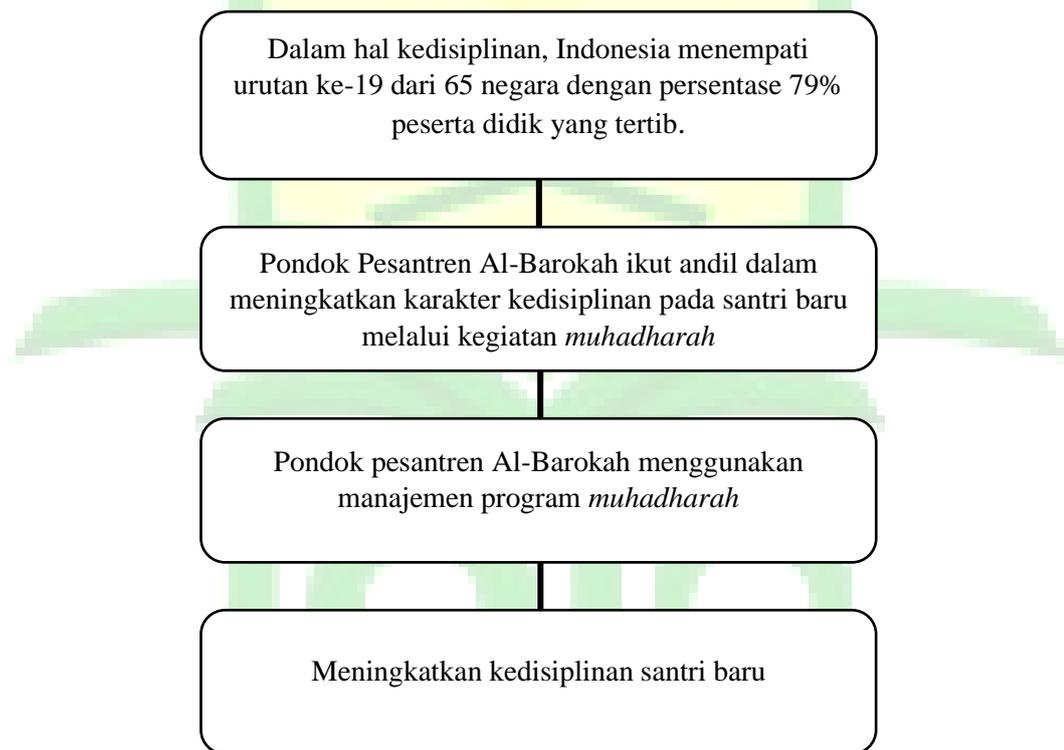 Dalam hal kedisiplinan, Indonesia menempati
urutan ke-19 dari 65 negara dengan persentase 79%
peserta didik yang tertib.
Pondok Pesantren Al-Barokah ikut andil dalam
meningkatkan karakter kedisiplinan pada santri baru
melalui kegiatan muhadharah
Pondok pesantren Al-Barokah menggunakan
manajemen program muhadharah
Meningkatkan kedisiplinan santri baru